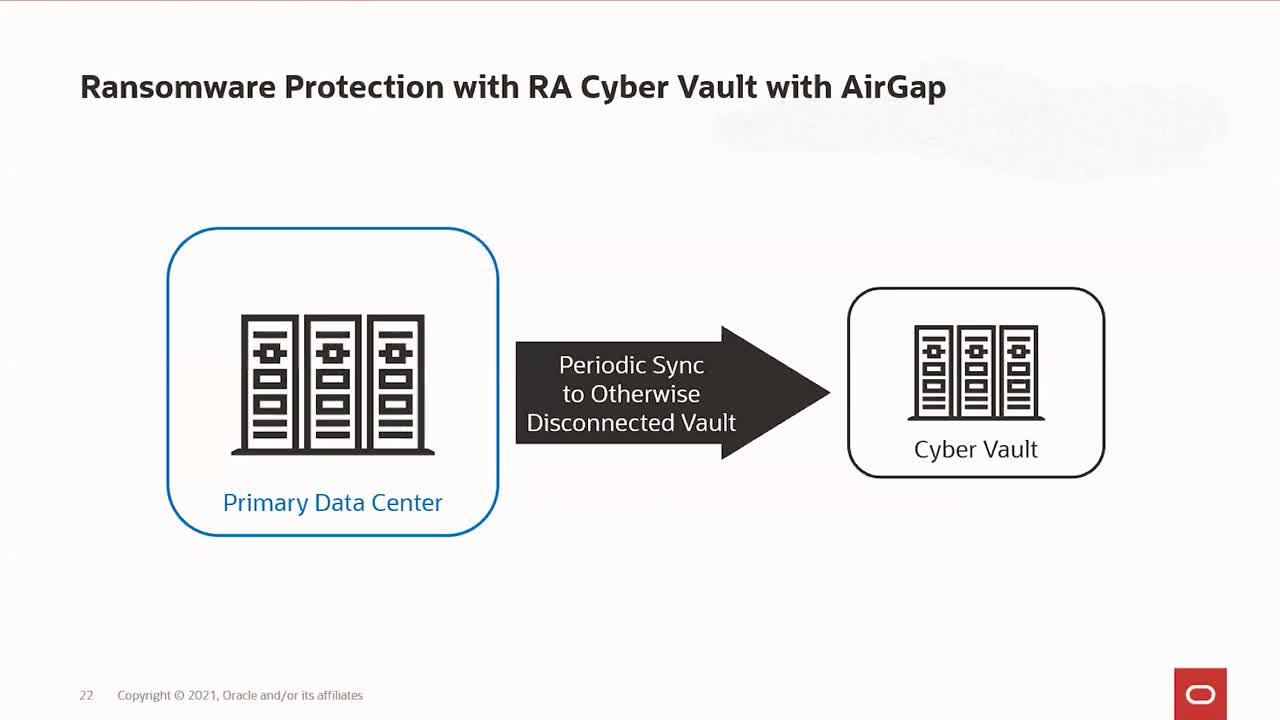 Ransomware Protection with RA Cyber Vault with AirGap
Periodic Sync
to Otherwise
Disconnected Vault
Primary Data Center
Cyber Vault
22 Copyright © 2021, Oracle and/or its affiliates